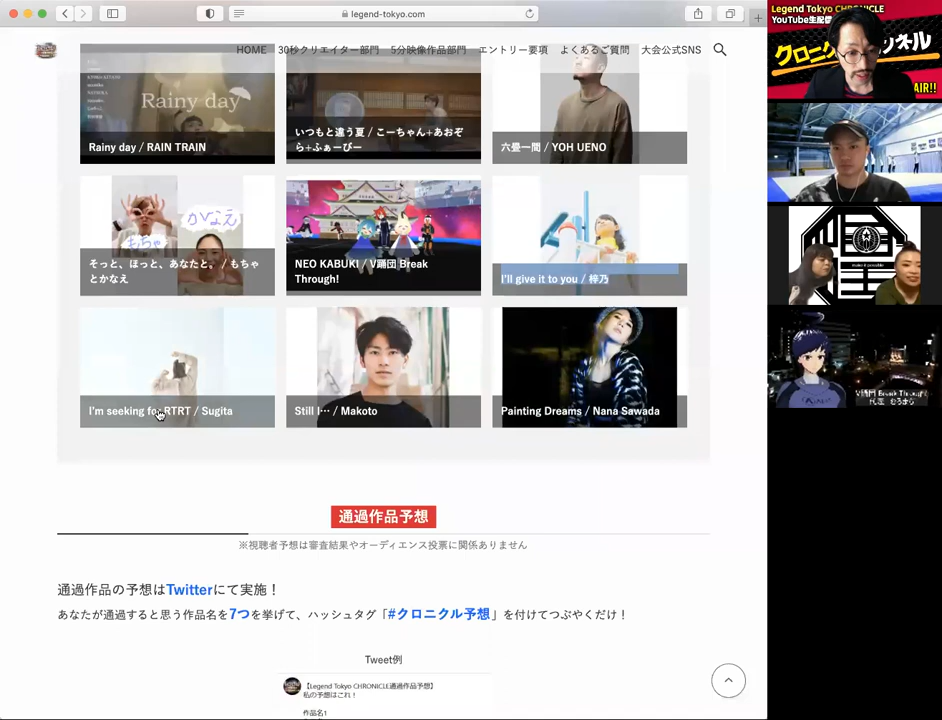 legend-tokyo.com
HOME 30秒クリエイター部門 5分映像作品部門 エントリー要項 よくあるご質問 大会公式SNS
Rainy day
Rainy day / RAIN TRAIN
いつもと違う夏 / こーちゃん+あおぞ
ら+ふぁーびー
六畳一間 / YOH UENO
もちゃ
かなえ
そっと、ほっと、あなたと。 / もちゃ
とかなえ
NEO KABUKI / V踊団 Break
Through!
I'll give it to you / 梓乃
I'm seeking for RTRT / Sugita
Still I… / Makoto
Painting Dreams / Nana Sawada
通過作品予想
※視聴者予想は審査結果やオーディエンス投票に関係ありません
通過作品の予想はTwitterにて実施！
あなたが通過すると思う作品名を7つを挙げて、ハッシュタグ「#クロニクル予想」を付けてつぶやくだけ！
Tweet例
【Legend Tokyo CHRONICLE通過作品予想】
私の予想はこれ！
作品名1
Legend Tokyo CHRONICLE
YouTube生配信
AIR!!